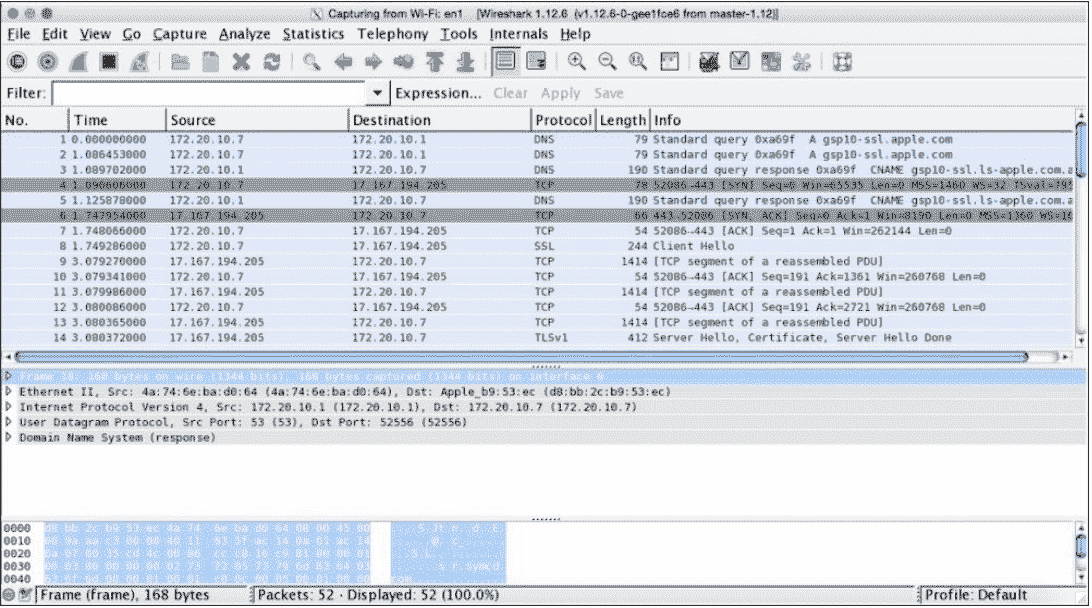 Capturing from Wi-Fi: en1 [Wireshark 1.12.6 (v1.12.6-0-gee1fce6 from master-1.12)]
File Edit View Go Capture Analyze Statistics Telephony Tools Internals Help
Filter: Expression... Clear Apply Save
No. Time Source Destination Protocol Length Info
1 0.000000000 172.20.10.7 172.20.10.1 DNS 79 Standard query 0xa69f A gsp10-ssl.apple.com
2 1.086453000 172.20.10.7 172.20.10.1 DNS 79 Standard query 0xa69f A gsp10-ssl.apple.com
3 1.089702000 172.20.10.1 172.20.10.7 DNS 190 Standard query response 0xa69f CNAME gsp10-ssl.ls-apple.com.a
4 1.090606000 172.20.10.7 17.167.194.205 TCP 78 52086→443 [SYN] Seq=0 Win=65535 Len=0 MSS=1460 WS=32 TSval=795
5 1.125878000 172.20.10.1 172.20.10.7 DNS 190 Standard query response 0xa69f CNAME gsp10-ssl.ls-apple.com.a
6 1.747954000 17.167.194.205 172.20.10.7 TCP 66 443→52086 [SYN, ACK] Seq=0 Ack=1 Win=8190 Len=0 MSS=1360 WS=16
7 1.748066000 172.20.10.7 17.167.194.205 TCP 54 52086→443 [ACK] Seq=1 Ack=1 Win=262144 Len=0
8 1.749286000 172.20.10.7 17.167.194.205 SSL 244 Client Hello
9 3.079270000 17.167.194.205 172.20.10.7 TCP 1414 [TCP segment of a reassembled PDU]
10 3.079341000 172.20.10.7 17.167.194.205 TCP 54 52086→443 [ACK] Seq=191 Ack=1361 Win=260768 Len=0
11 3.079986000 17.167.194.205 172.20.10.7 TCP 1414 [TCP segment of a reassembled PDU]
12 3.080086000 172.20.10.7 17.167.194.205 TCP 54 52086→443 [ACK] Seq=191 Ack=2721 Win=260768 Len=0
13 3.080365000 17.167.194.205 172.20.10.7 TCP 1414 [TCP segment of a reassembled PDU]
14 3.080372000 17.167.194.205 172.20.10.7 TLSv1 412 Server Hello, Certificate, Server Hello Done
168 bytes on wire (1344 bits), 168 bytes captured (1344 bits) on interface 0
Ethernet II, Src: 4a:74:6e:ba:d0:64 (4a:74:6e:ba:d0:64), Dst: Apple_b9:53:ec (d8:bb:2c:b9:53:ec)
Internet Protocol Version 4, Src: 172.20.10.1 (172.20.10.1), Dst: 172.20.10.7 (172.20.10.7)
User Datagram Protocol, Src Port: 53 (53), Dst Port: 52556 (52556)
Domain Name System (response)
0000 d8 bb 2c b9 53 ec 4a 74 6e ba d0 64 08 00 45 00
0010
0020
0030
0040
Frame (frame), 168 bytes Packets: 52 · Displayed: 52 (100.0%) Profile: Default